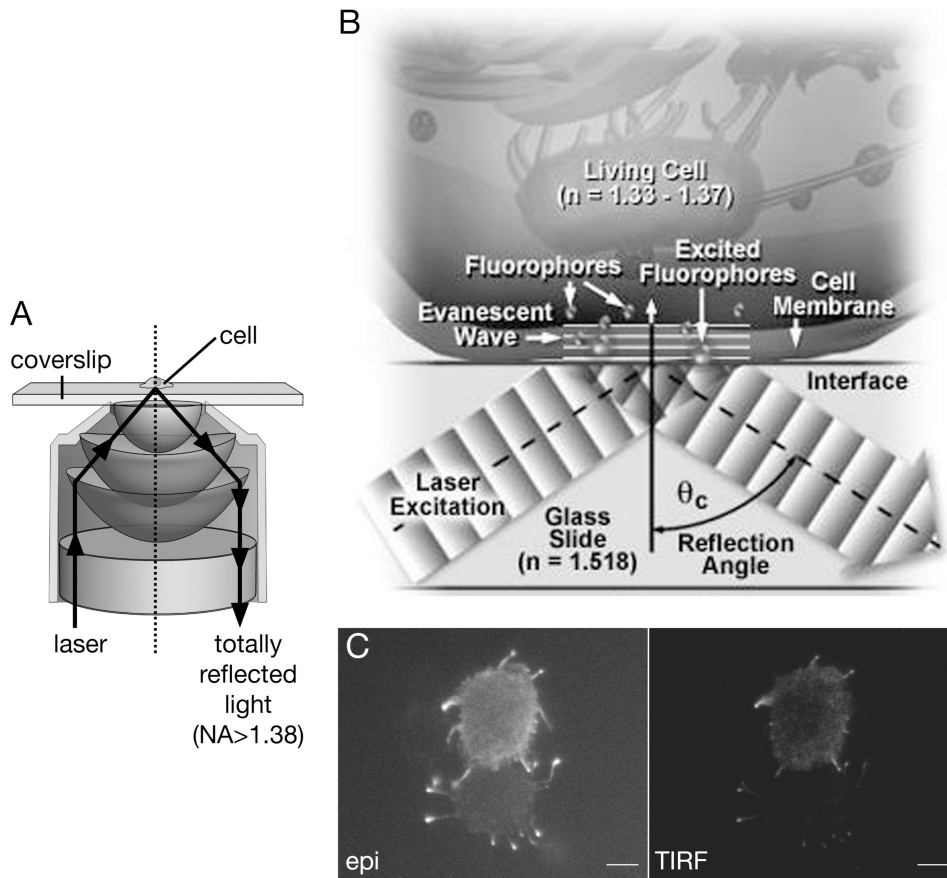 A
coverslip
cell
laser
totally
reflected
light
(NA>1.38)
B
Living Cell
(n = 1.33 - 1.37)
Fluorophores
Excited
Fluorophores
Cell
Membrane
Evanescent
Wave
Interface
Laser
Excitation
Glass
Slide
(n = 1.518)
θc
Reflection
Angle
C
epi
TIRF